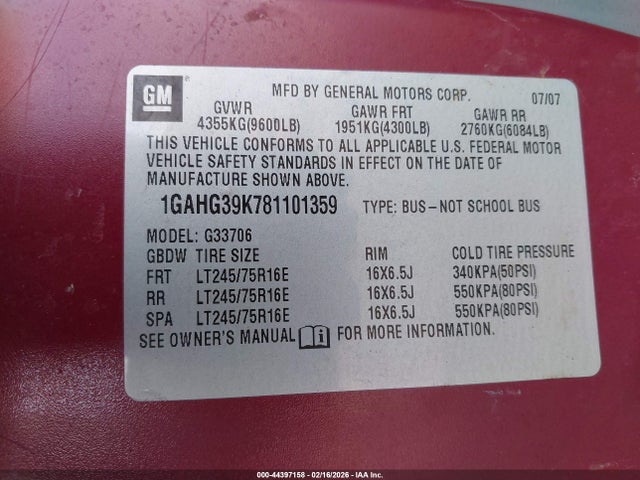 GM
MFD BY GENERAL MOTORS CORP. 07/07
GVWR GAWR FRT GAWR RR
4355KG(9600LB) 1951KG(4300LB) 2760KG(6084LB)
THIS VEHICLE CONFORMS TO ALL APPLICABLE U.S. FEDERAL MOTOR
VEHICLE SAFETY STANDARDS IN EFFECT ON THE DATE OF
MANUFACTURE SHOWN ABOVE.
1GAHG39K781101359 TYPE: BUS–NOT SCHOOL BUS
MODEL: G33706
GBDW TIRE SIZE RIM COLD TIRE PRESSURE
FRT LT245/75R16E 16X6.5J 340KPA(50PSI)
RR LT245/75R16E 16X6.5J 550KPA(80PSI)
SPA LT245/75R16E 16X6.5J 550KPA(80PSI)
SEE OWNER'S MANUAL i FOR MORE INFORMATION.
000-44397158 - 02/16/2026 - IAA Inc.